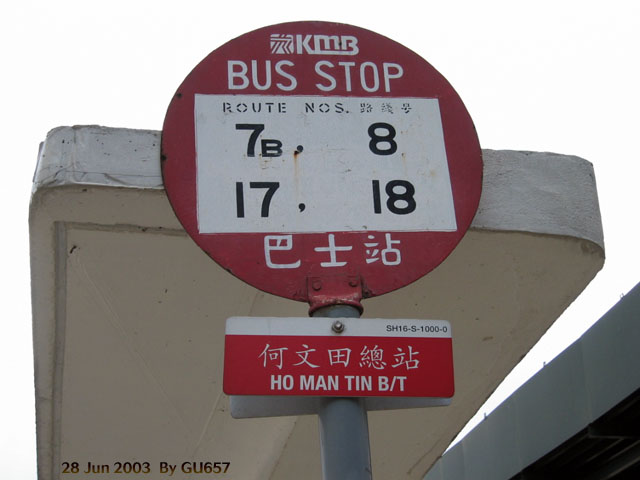 KMB
BUS STOP
ROUTE NOS. 路線號
7B, 8
17, 18
巴士站
SH16-S-1000-0
何文田總站
HO MAN TIN B/T
28 Jun 2003 By GU657